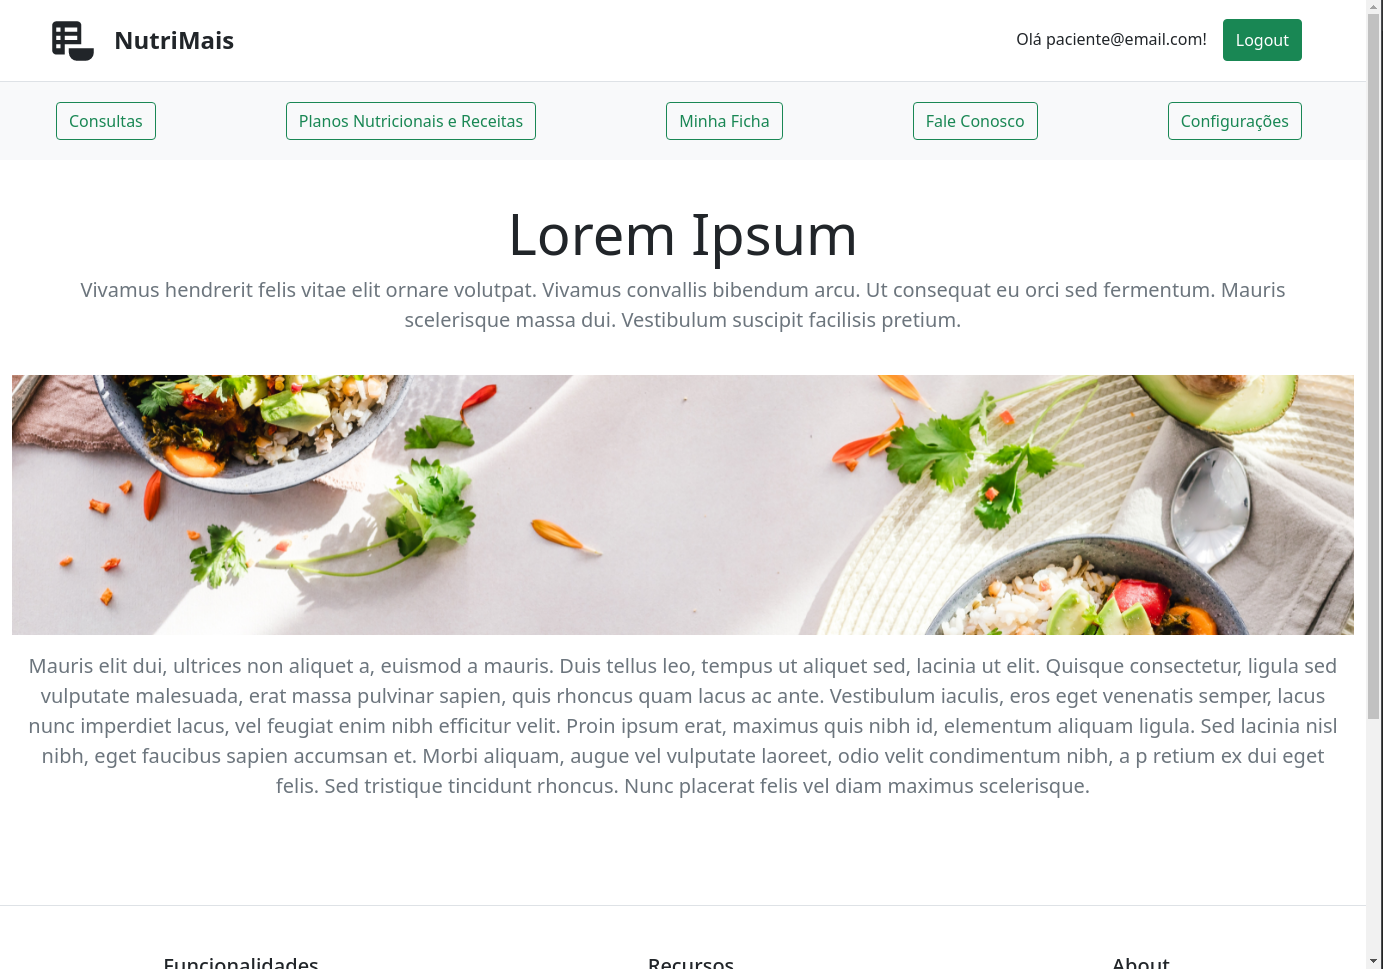 NutriMais
Olá paciente@email.com!
Logout
Consultas
Planos Nutricionais e Receitas
Minha Ficha
Fale Conosco
Configurações
Lorem Ipsum
Vivamus hendrerit felis vitae elit ornare volutpat. Vivamus convallis bibendum arcu. Ut consequat eu orci sed fermentum. Mauris
scelerisque massa dui. Vestibulum suscipit facilisis pretium.
Mauris elit dui, ultrices non aliquet a, euismod a mauris. Duis tellus leo, tempus ut aliquet sed, lacinia ut elit. Quisque consectetur, ligula sed
vulputate malesuada, erat massa pulvinar sapien, quis rhoncus quam lacus ac ante. Vestibulum iaculis, eros eget venenatis semper, lacus
nunc imperdiet lacus, vel feugiat enim nibh efficitur velit. Proin ipsum erat, maximus quis nibh id, elementum aliquam ligula. Sed lacinia nisl
nibh, eget faucibus sapien accumsan et. Morbi aliquam, augue vel vulputate laoreet, odio velit condimentum nibh, a p retium ex dui eget
felis. Sed tristique tincidunt rhoncus. Nunc placerat felis vel diam maximus scelerisque.
Funcionalidades
Recursos
About